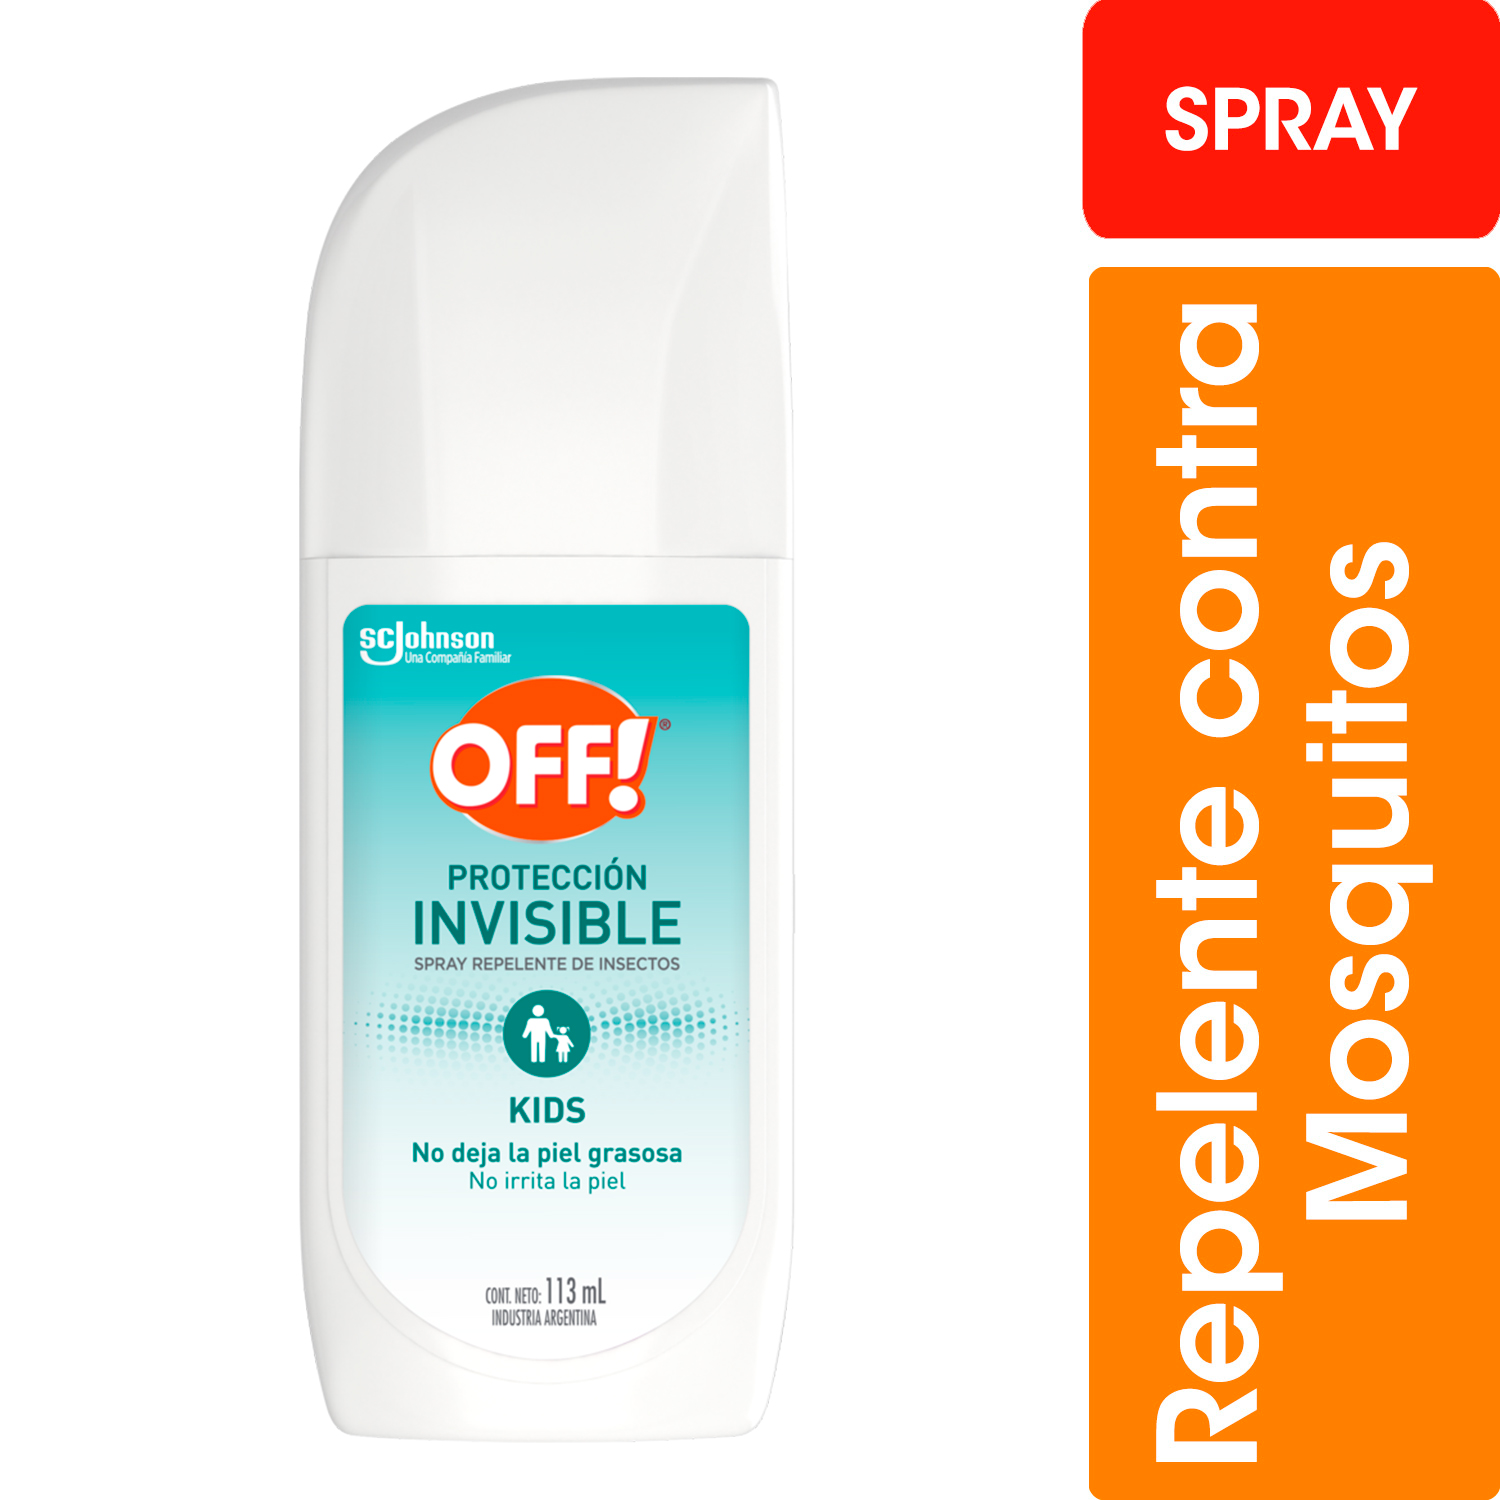 SPRAY
Repelente contra
Mosquitos
SCJohnson
Una Compañía Familiar
OFF!®
PROTECCIÓN
INVISIBLE
SPRAY REPELENTE DE INSECTOS
KIDS
No deja la piel grasosa
No irrita la piel
CONT. NETO: 113 mL
INDUSTRIA ARGENTINA